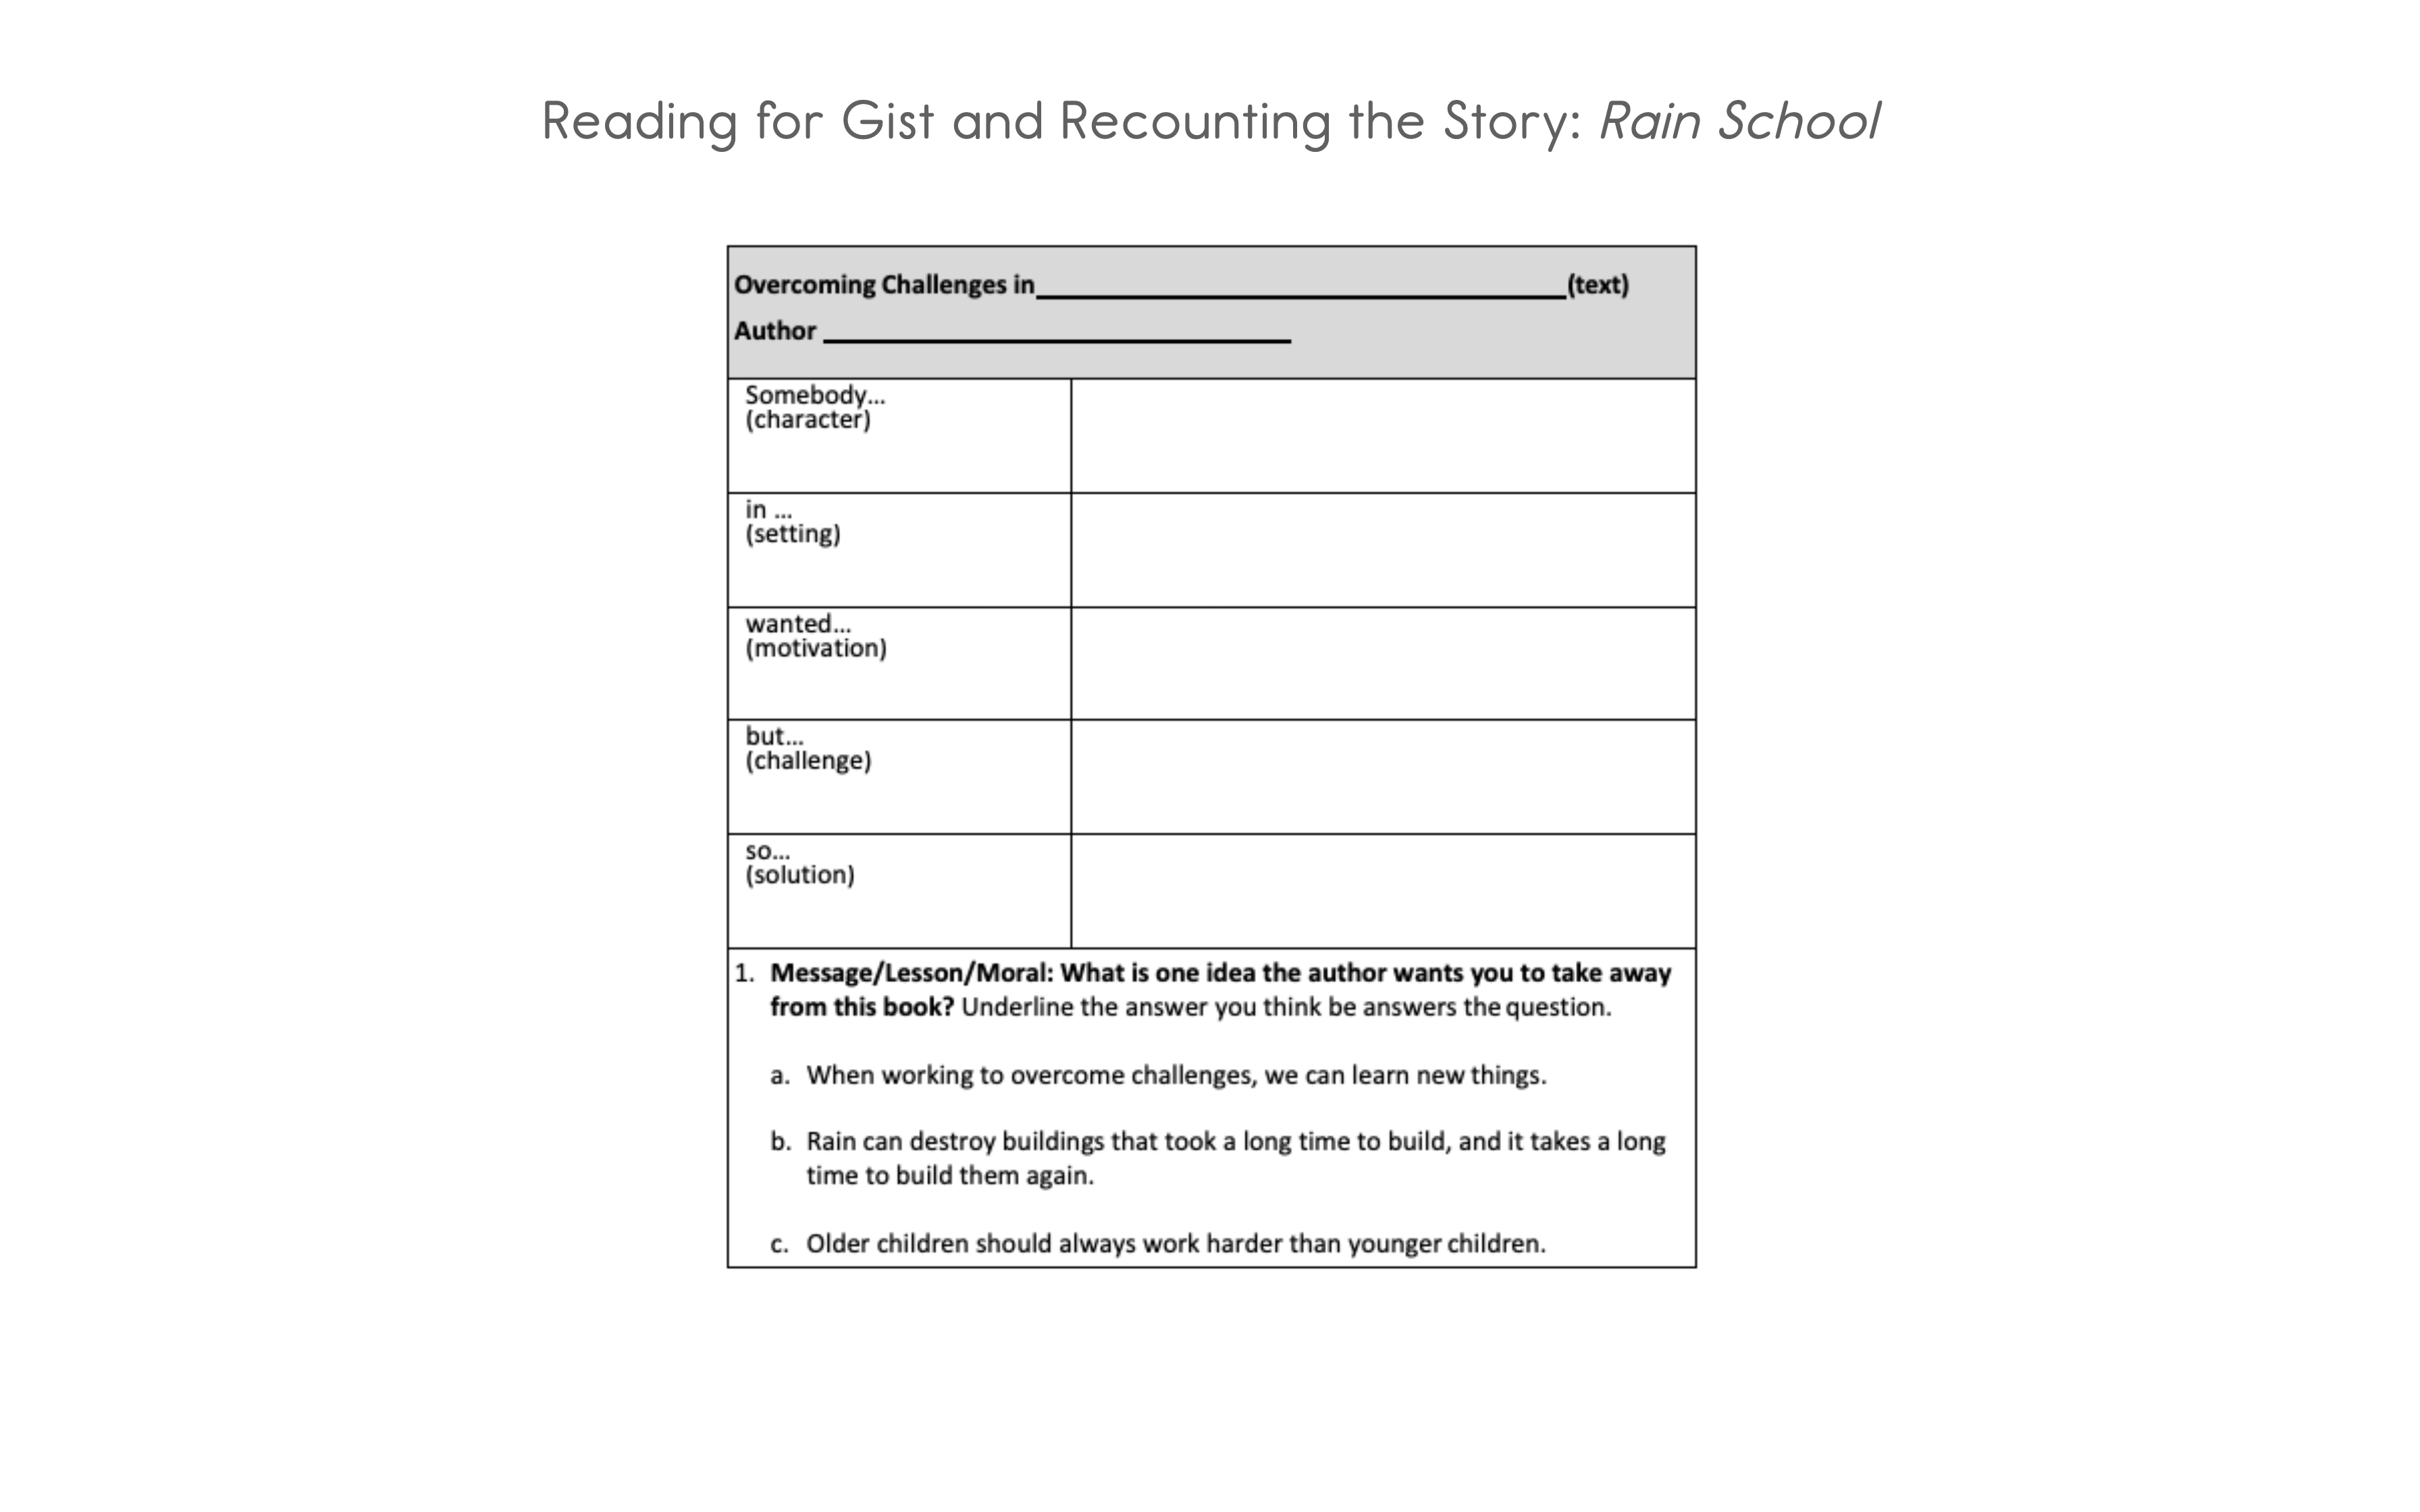 Reading for Gist and Recounting the Story: Rain School
Overcoming Challenges in____________________(text)
Author ____________________
Somebody...
(character)
in ...
(setting)
wanted...
(motivation)
but...
(challenge)
so...
(solution)
1. Message/Lesson/Moral: What is one idea the author wants you to take away
from this book? Underline the answer you think be answers the question.
a. When working to overcome challenges, we can learn new things.
b. Rain can destroy buildings that took a long time to build, and it takes a long
time to build them again.
c. Older children should always work harder than younger children.